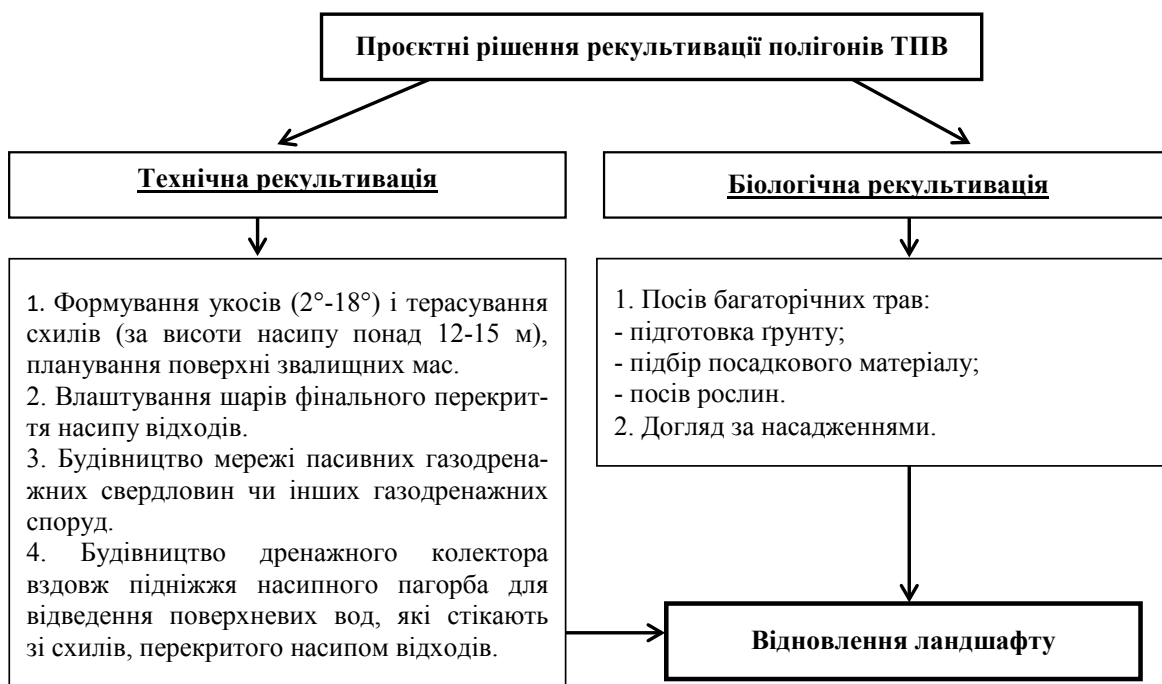 Проєктні рішення рекультивації полігонів ТПВ
Технічна рекультивація
Біологічна рекультивація
1. Формування укосів (2°-18°) і терасування
схилів (за висоти насипу понад 12-15 м),
планування поверхні звалищних мас.
2. Влаштування шарів фінального перекрит-
тя насипу відходів.
3. Будівництво мережі пасивних газодрена-
жних свердловин чи інших газодренажних
споруд.
4. Будівництво дренажного колектора
вздовж підніжжя насипного пагорба для
відведення поверхневих вод, які стікають
зі схилів, перекритого насипом відходів.
1. Посів багаторічних трав:
- підготовка ґрунту;
- підбір посадкового матеріалу;
- посів рослин.
2. Догляд за насадженнями.
Відновлення ландшафту